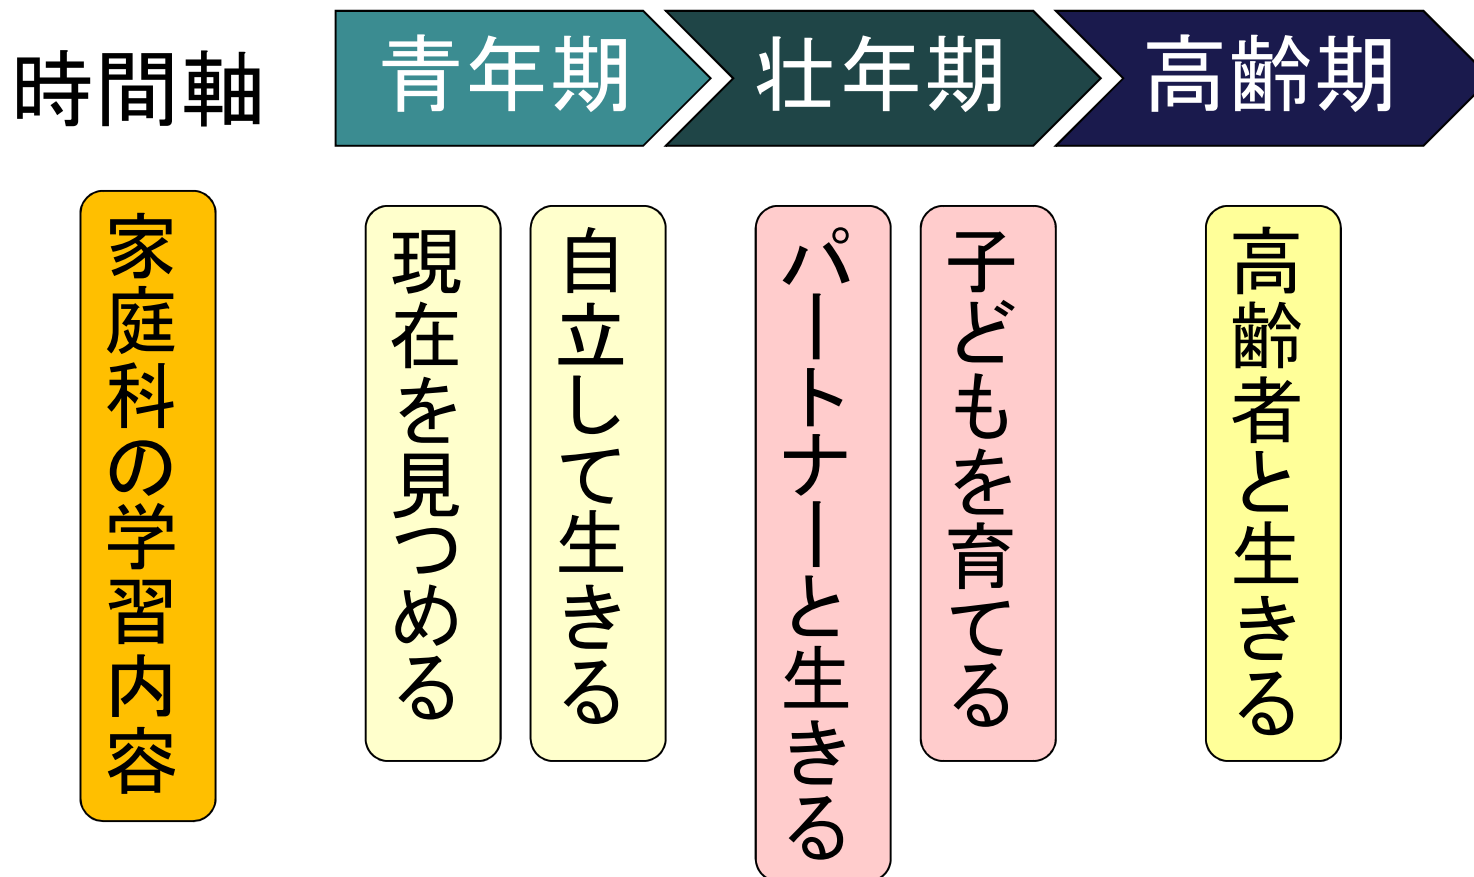 時間軸
青年期
壮年期
高齢期
家庭科の学習内容
現在を見つめる
自立して生きる
パートナーと生きる
子どもを育てる
高齢者と生きる